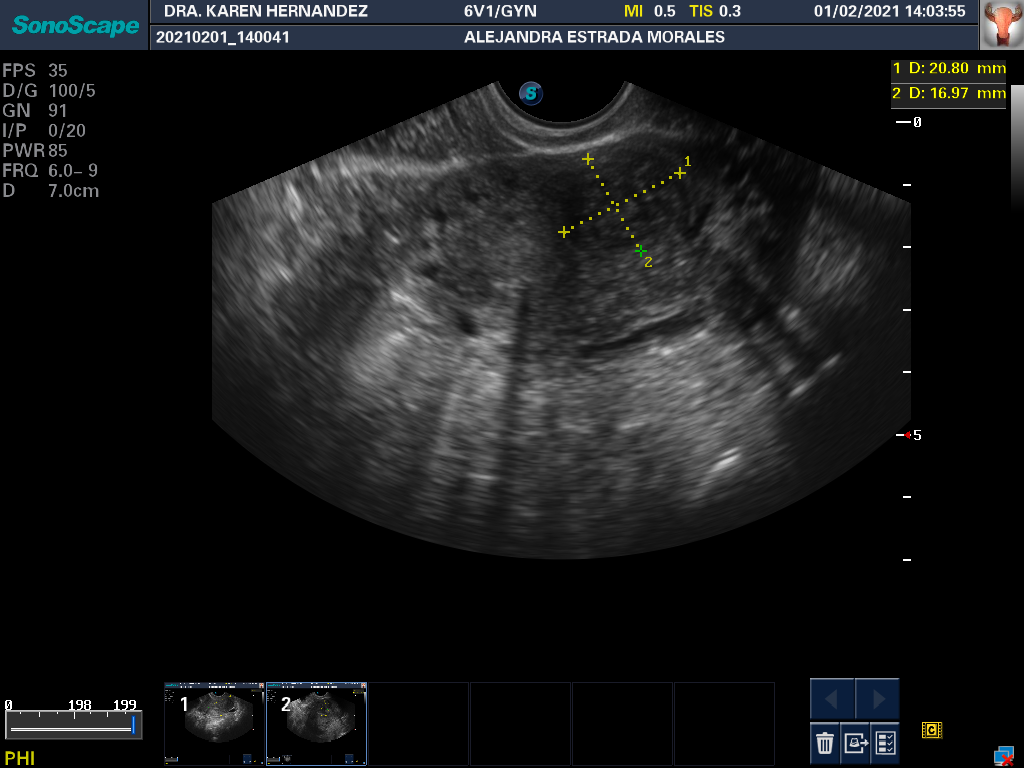 SonoScape
DRA. KAREN HERNANDEZ 6V1/GYN MI 0.5 TIS 0.3 01/02/2021 14:03:55
20210201_140041 ALEJANDRA ESTRADA MORALES
FPS 35
D/G 100/5
GN 91
I/P 0/20
PWR 85
FRQ 6.0- 9
D 7.0cm
1 D: 20.80 mm
2 D: 16.97 mm
S
0
1
2
5
0 198 199
1
2
C
PHI